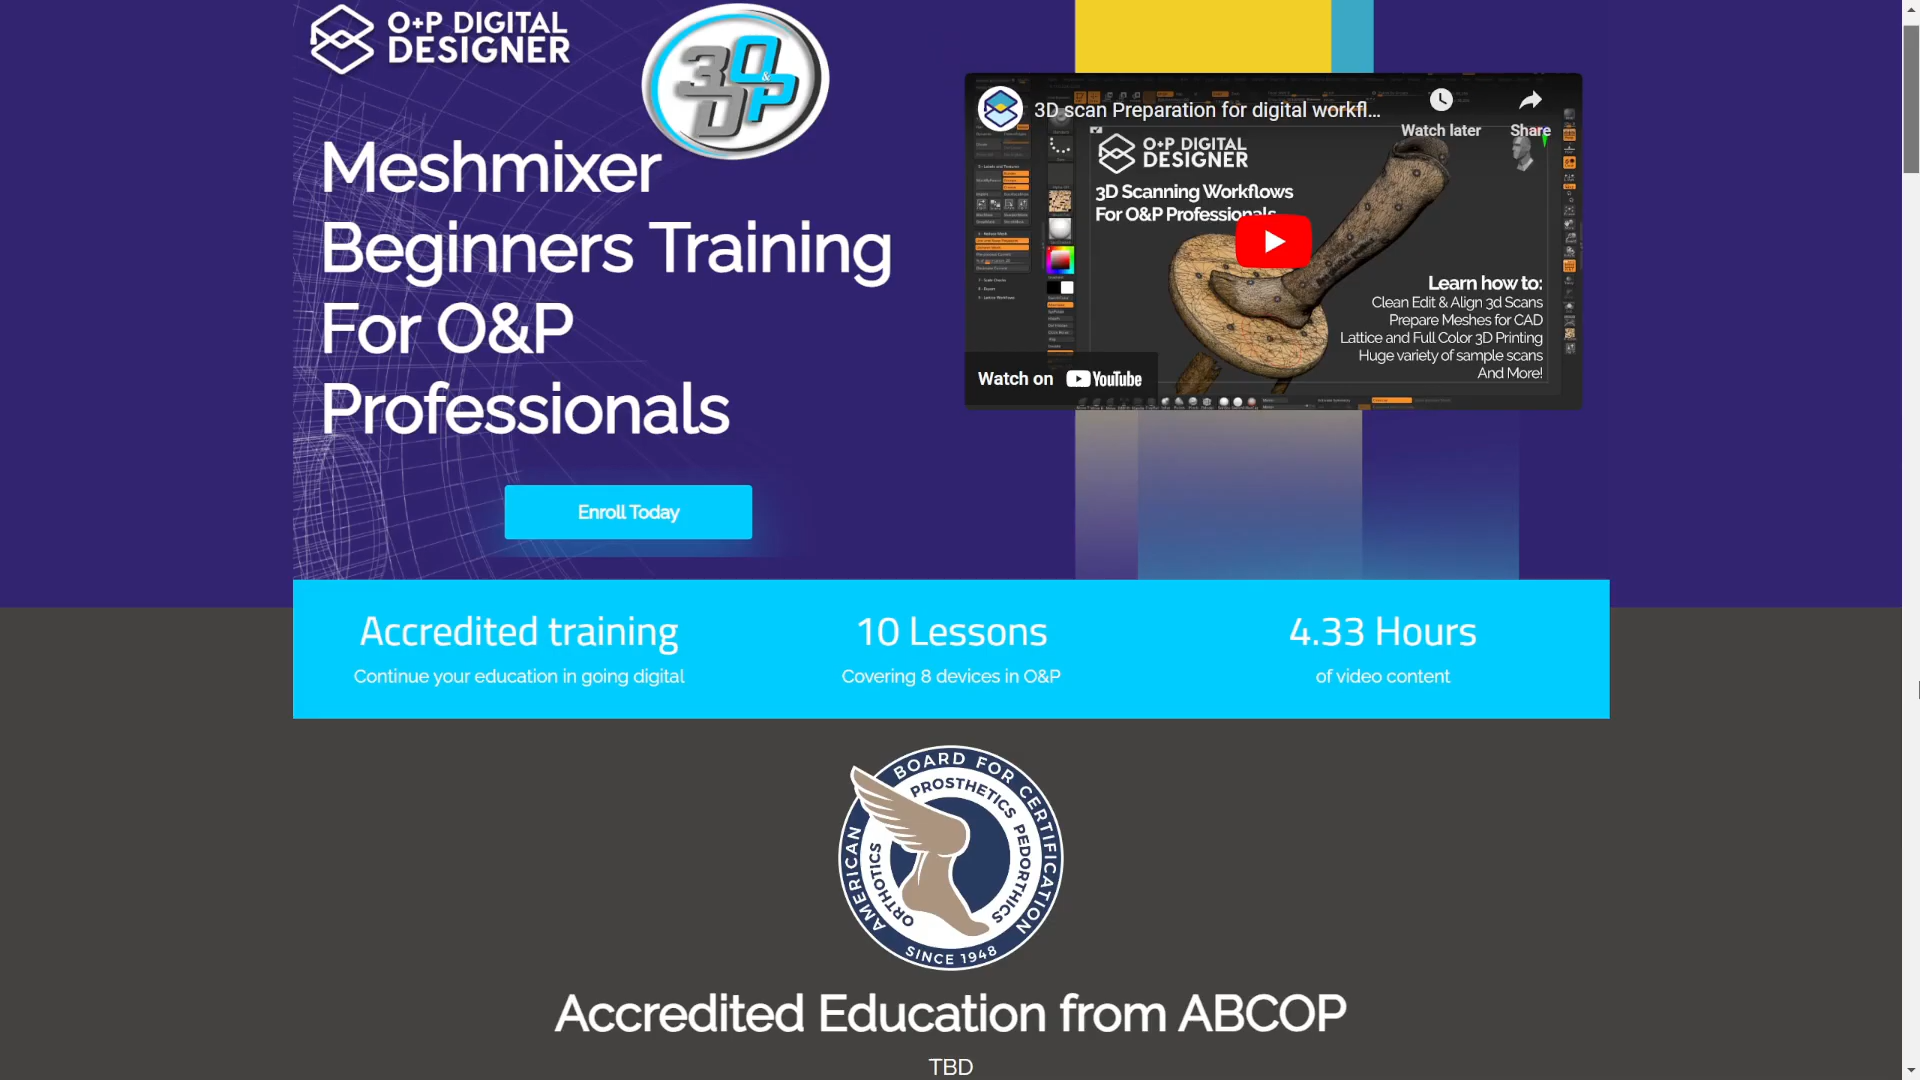 O+P DIGITAL
DESIGNER
3D O&P
Meshmixer
Beginners Training
For O&P
Professionals
Enroll Today
3D scan Preparation for digital workfl...
Watch later
Share
O+P DIGITAL
DESIGNER
3D Scanning Workflows
For O&P Professionals
Learn how to:
Clean Edit & Align 3d Scans
Prepare Meshes for CAD
Lattice and Full Color 3D Printing
Huge variety of sample scans
And More!
Watch on YouTube
Accredited training
Continue your education in going digital
10 Lessons
Covering 8 devices in O&P
4.33 Hours
of video content
AMERICAN BOARD FOR CERTIFICATION
ORTHOTICS PROSTHETICS PEDORTHICS
SINCE 1948
Accredited Education from ABCOP
TBD